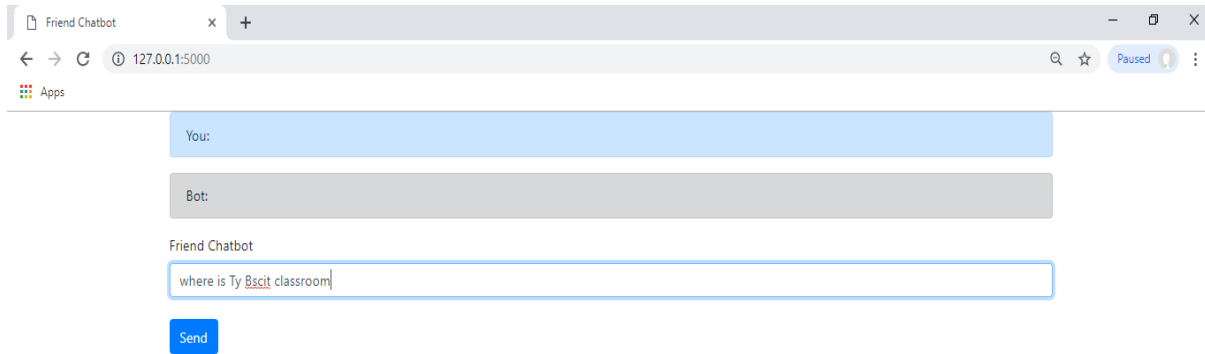 Friend Chatbot
127.0.0.1:5000
Paused
Apps
You:
Bot:
Friend Chatbot
where is Ty Bscit classroom
Send